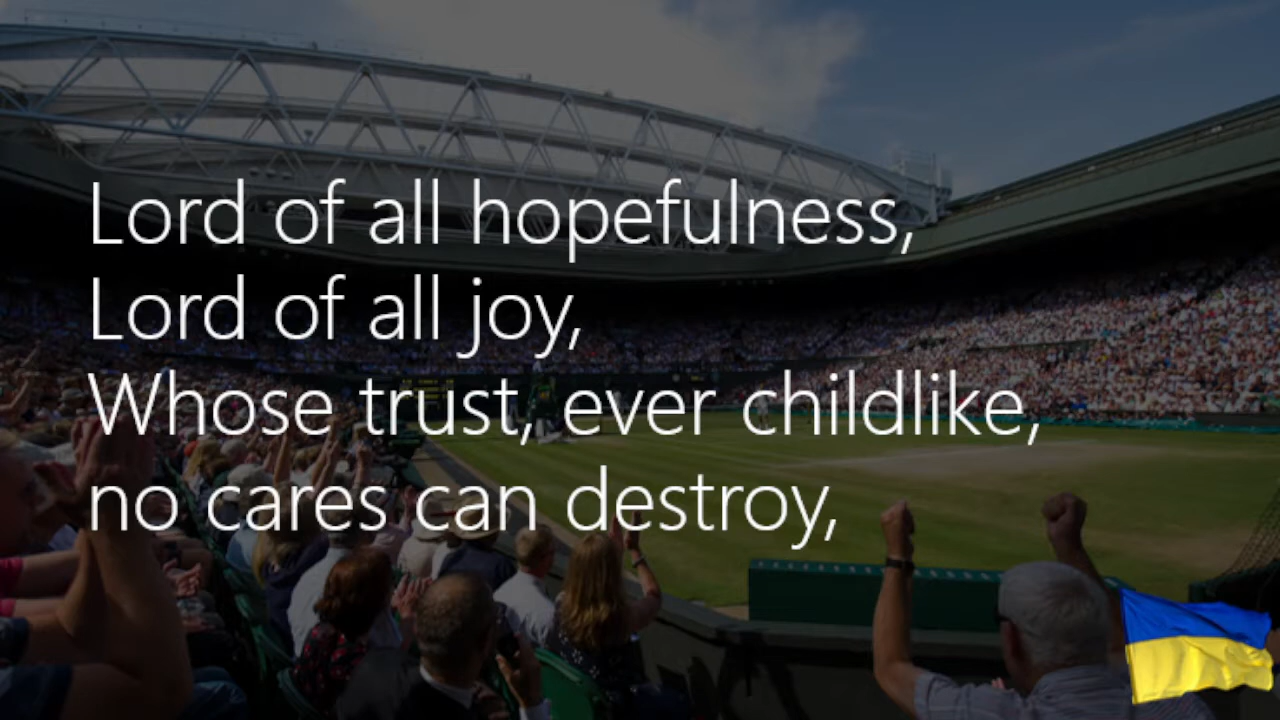 Lord of all hopefulness,
Lord of all joy,
Whose trust, ever childlike,
no cares can destroy,